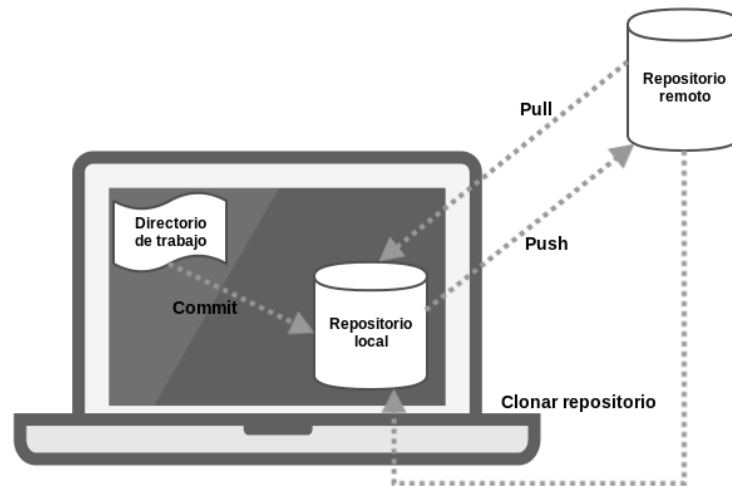 Repositorio
remoto
Pull
Directorio
de trabajo
Push
Commit
Repositorio
local
Clonar repositorio